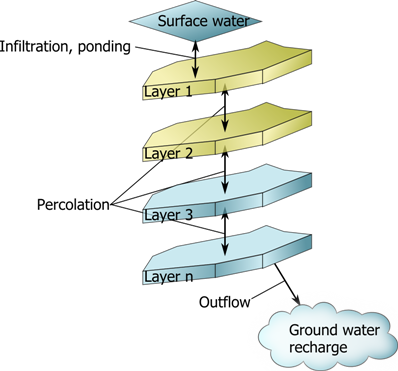 Surface water
Infiltration, ponding
Layer 1
Layer 2
Percolation
Layer 3
Layer n
Outflow
Ground water
recharge